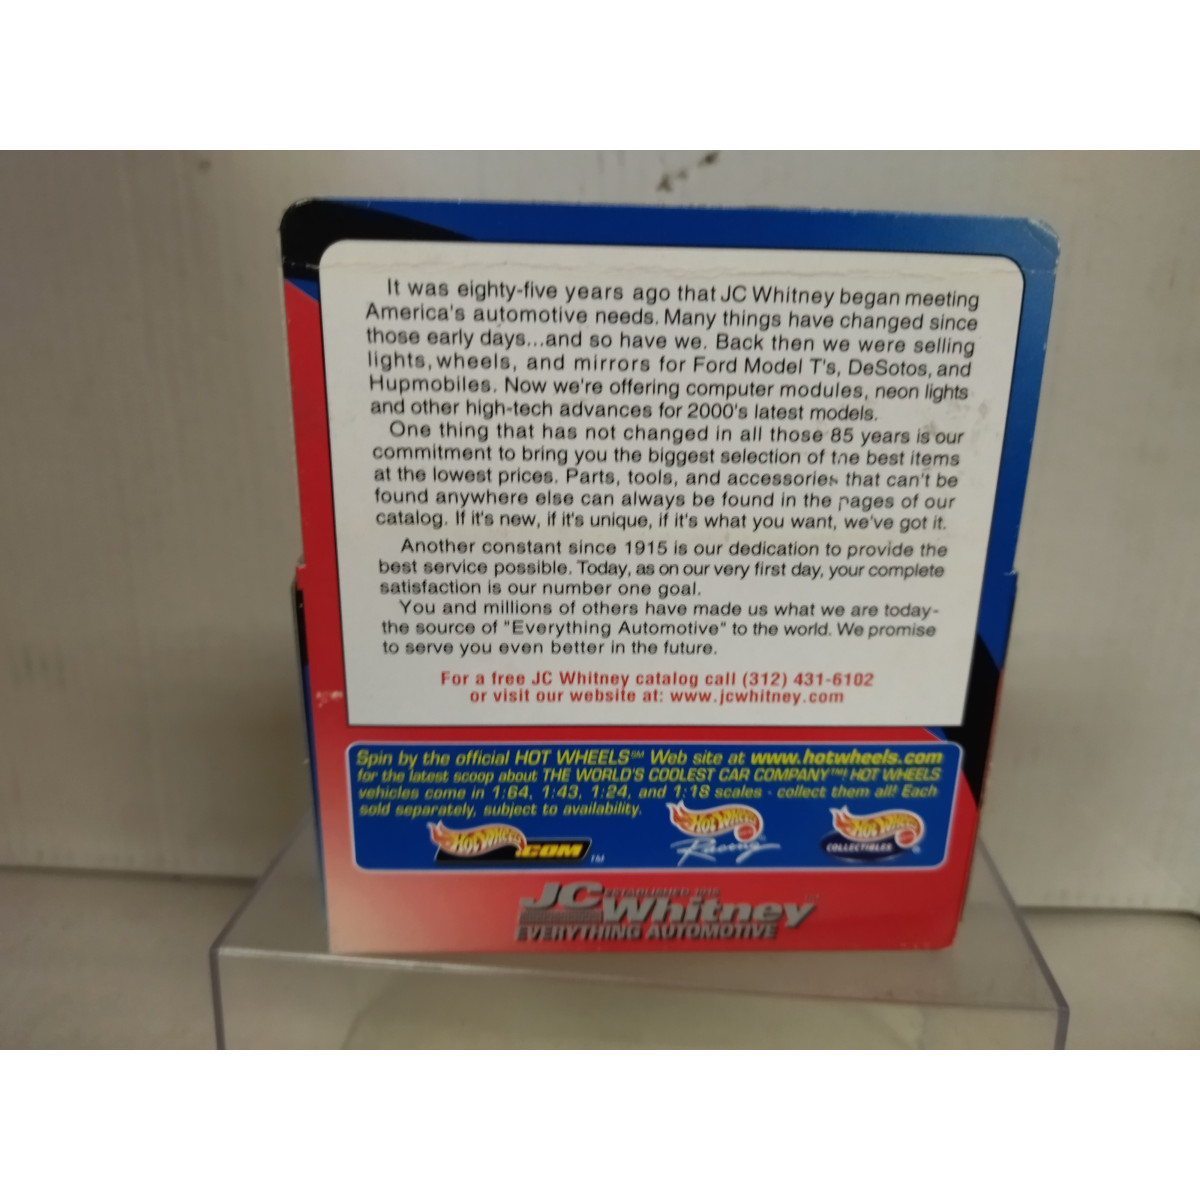 It was eighty-five years ago that JC Whitney began meeting
America's automotive needs. Many things have changed since
those early days...and so have we. Back then we were selling
lights, wheels, and mirrors for Ford Model T's, DeSotos, and
Hupmobiles. Now we're offering computer modules, neon lights
and other high-tech advances for 2000's latest models.
One thing that has not changed in all those 85 years is our
commitment to bring you the biggest selection of the best items
at the lowest prices. Parts, tools, and accessories that can't be
found anywhere else can always be found in the pages of our
catalog. If it's new, if it's unique, if it's what you want, we've got it.
Another constant since 1915 is our dedication to provide the
best service possible. Today, as on our very first day, your complete
satisfaction is our number one goal.
You and millions of others have made us what we are today-
the source of "Everything Automotive" to the world. We promise
to serve you even better in the future.
For a free JC Whitney catalog call (312) 431-6102
or visit our website at: www.jcwhitney.com
Spin by the official HOT WHEELS℠ Web site at www.hotwheels.com
for the latest scoop about THE WORLD'S COOLEST CAR COMPANY™! HOT WHEELS
vehicles come in 1:64, 1:43, 1:24, and 1:18 scales - collect them all! Each
sold separately, subject to availability.
Hot Wheels .COM ™
Hot Wheels Racing
Hot Wheels COLLECTIBLES
ESTABLISHED 1915
JC Whitney
EVERYTHING AUTOMOTIVE